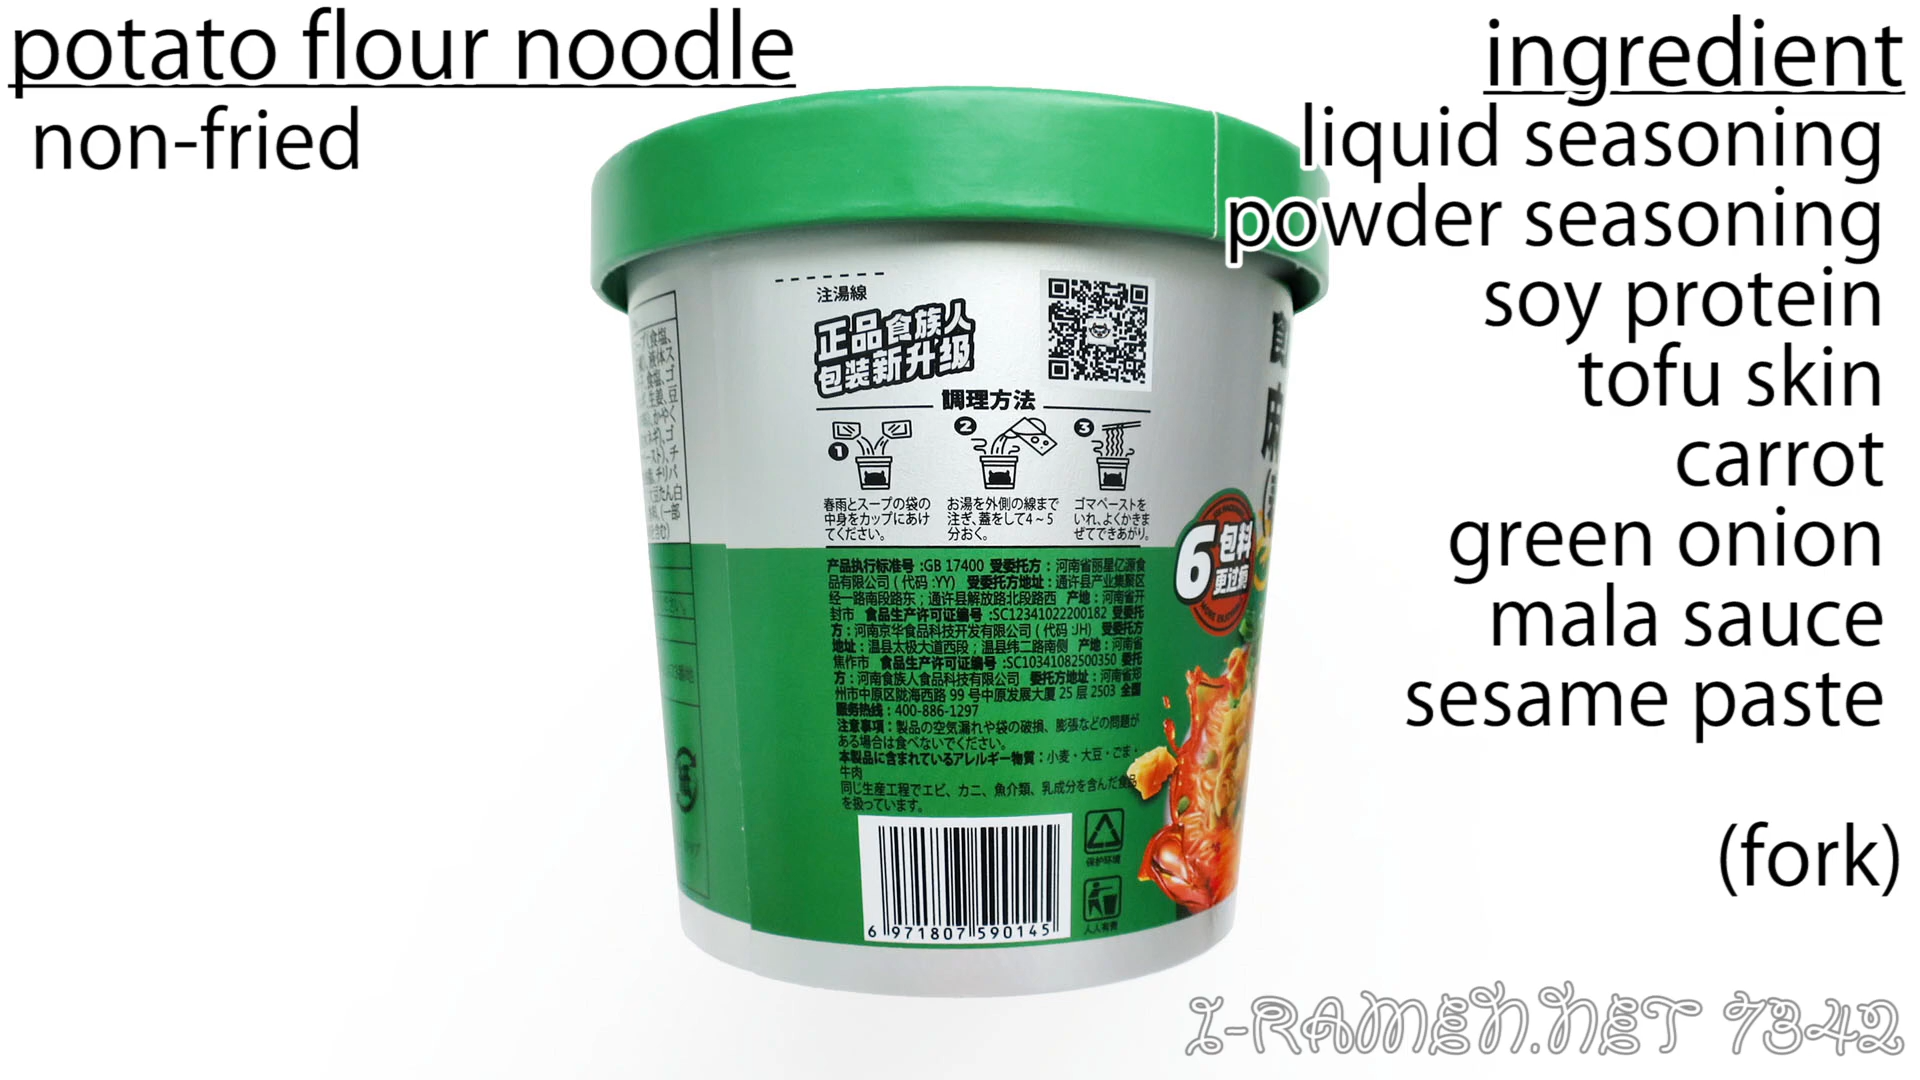 potato flour noodle
non-fried
ingredient
liquid seasoning
powder seasoning
soy protein
tofu skin
carrot
green onion
mala sauce
sesame paste
(fork)
注湯線
正品食族人
包装新升级
調理方法
1
春雨とスープの袋の
中身をカップにあけ
てください。
2
お湯を外側の線まで
注ぎ、蓋をして4～5
分おく。
3
ゴマペーストを
いれ、よくかきま
ぜてできあがり。
产品执行标准号:GB 17400 受委托方：河南省丽星亿源食
品有限公司（代码:YY） 受委托方地址：通许县产业集聚区
经一路南段路东；通许县解放路北段路西 产地：河南省开
封市 食品生产许可证编号:SC12341022200182 受委托
方：河南京华食品科技开发有限公司（代码:JH) 受委托方
地址：温县太极大道西段；温县纬二路南侧 产地：河南省
焦作市 食品生产许可证编号:SC10341082500350 委托
方：河南食族人食品科技有限公司 委托方地址：河南省郑
州市中原区陇海西路 99 号中原发展大厦 25 层 2503 全国
服务热线：400-886-1297
注意事項：製品の空気漏れや袋の破損、膨張などの問題が
ある場合は食べないでください。
本製品に含まれているアレルギー物質：小麦・大豆・ごま・
牛肉
同じ生産工程でエビ、カニ、魚介類、乳成分を含んだ食品
を扱っています。
6 971807 590145
保护环境
人人有责
6包料
更过瘾
I-RAMEN.NET 7342